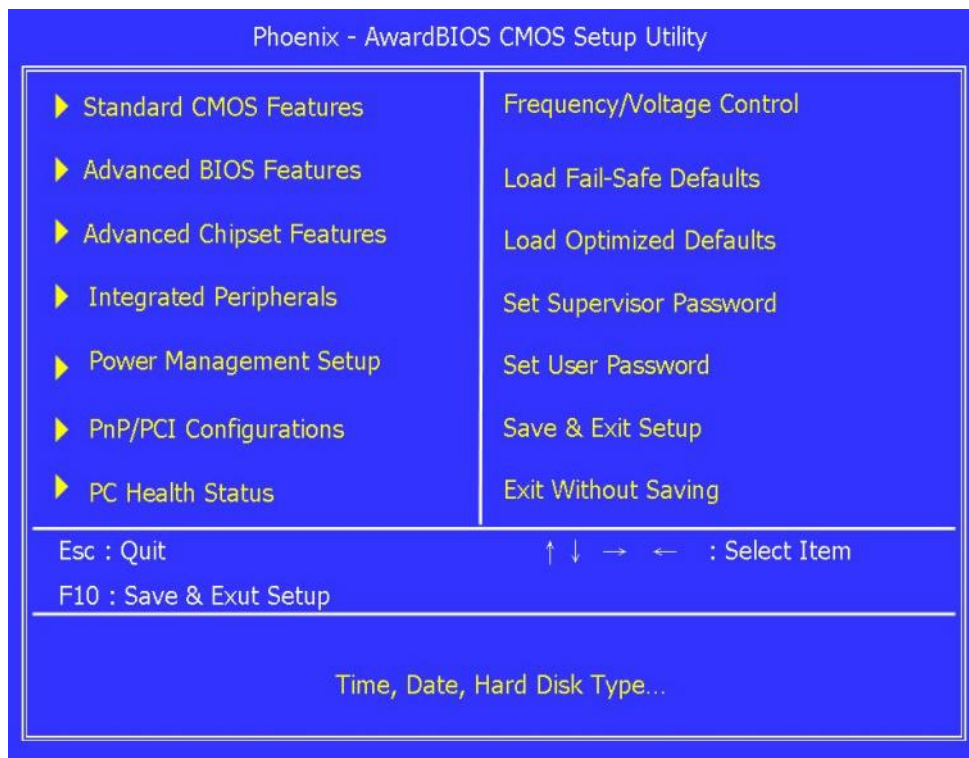 Phoenix - AwardBIOS CMOS Setup Utility
Standard CMOS Features
Advanced BIOS Features
Advanced Chipset Features
Integrated Peripherals
Power Management Setup
PnP/PCI Configurations
PC Health Status
Frequency/Voltage Control
Load Fail-Safe Defaults
Load Optimized Defaults
Set Supervisor Password
Set User Password
Save & Exit Setup
Exit Without Saving
Esc : Quit
↑ ↓ → ← : Select Item
F10 : Save & Exut Setup
Time, Date, Hard Disk Type...